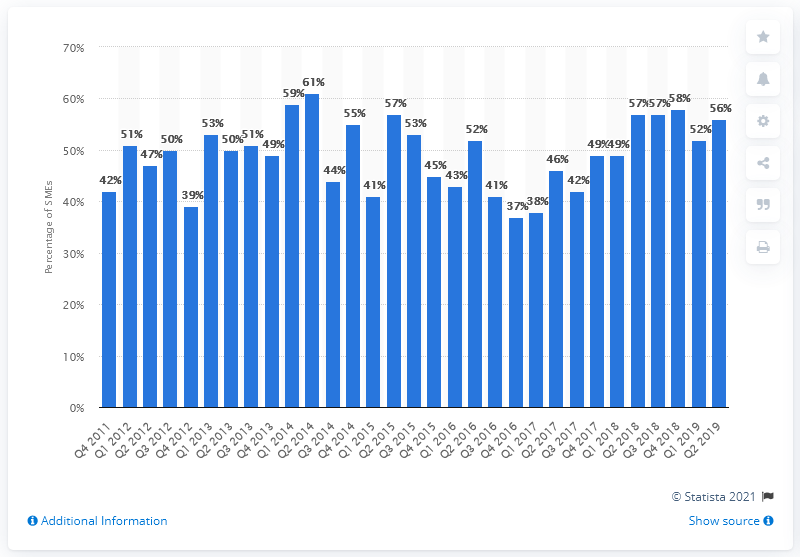 70%
60%
50%
40%
30%
20%
10%
0%
Percentage of SMEs
42%
51%
47%
50%
39%
53%
50%
51%
49%
59%
61%
44%
55%
41%
57%
53%
45%
43%
52%
41%
37%
38%
46%
42%
49%
49%
57%
57%
58%
52%
56%
Q4 2011
Q1 2012
Q2 2012
Q3 2012
Q4 2012
Q1 2013
Q2 2013
Q3 2013
Q4 2013
Q1 2014
Q2 2014
Q3 2014
Q4 2014
Q1 2015
Q2 2015
Q3 2015
Q4 2015
Q1 2016
Q2 2016
Q3 2016
Q4 2016
Q1 2017
Q2 2017
Q3 2017
Q4 2017
Q1 2018
Q2 2018
Q3 2018
Q4 2018
Q1 2019
Q2 2019
© Statista 2021
Additional Information
Show source